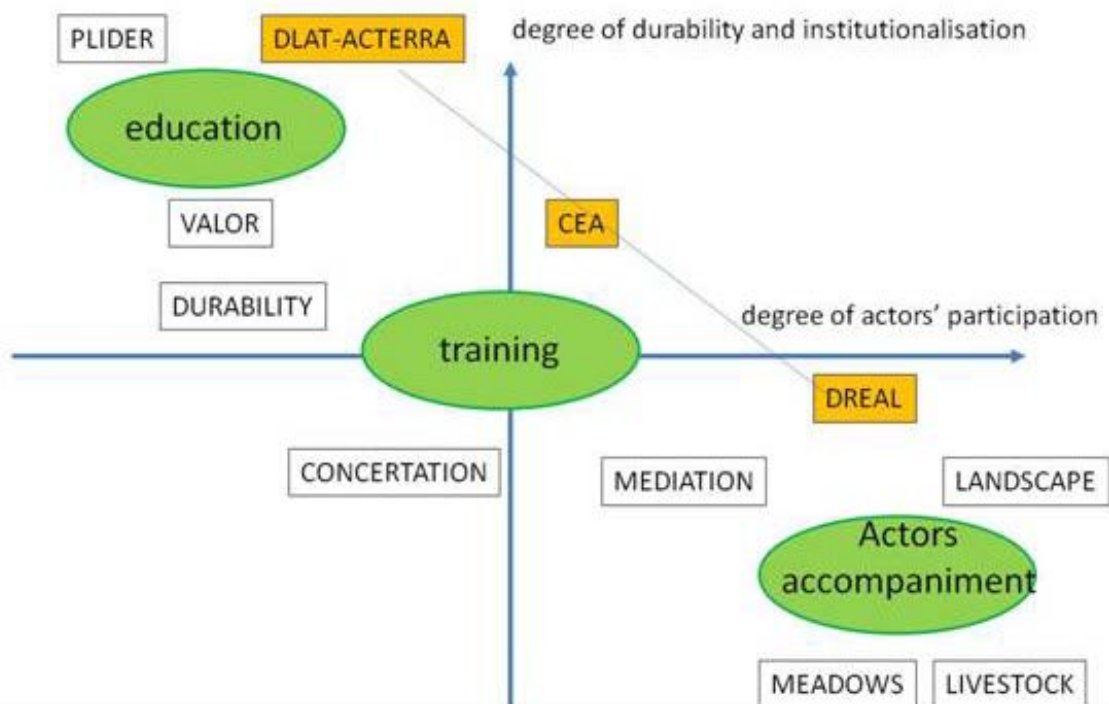 PLIDER
DLAT-ACTERRA
degree of durability and institutionalisation
education
VALOR
CEA
DURABILITY
degree of actors’ participation
training
DREAL
CONCERTATION
MEDIATION
LANDSCAPE
Actors
accompaniment
MEADOWS
LIVESTOCK